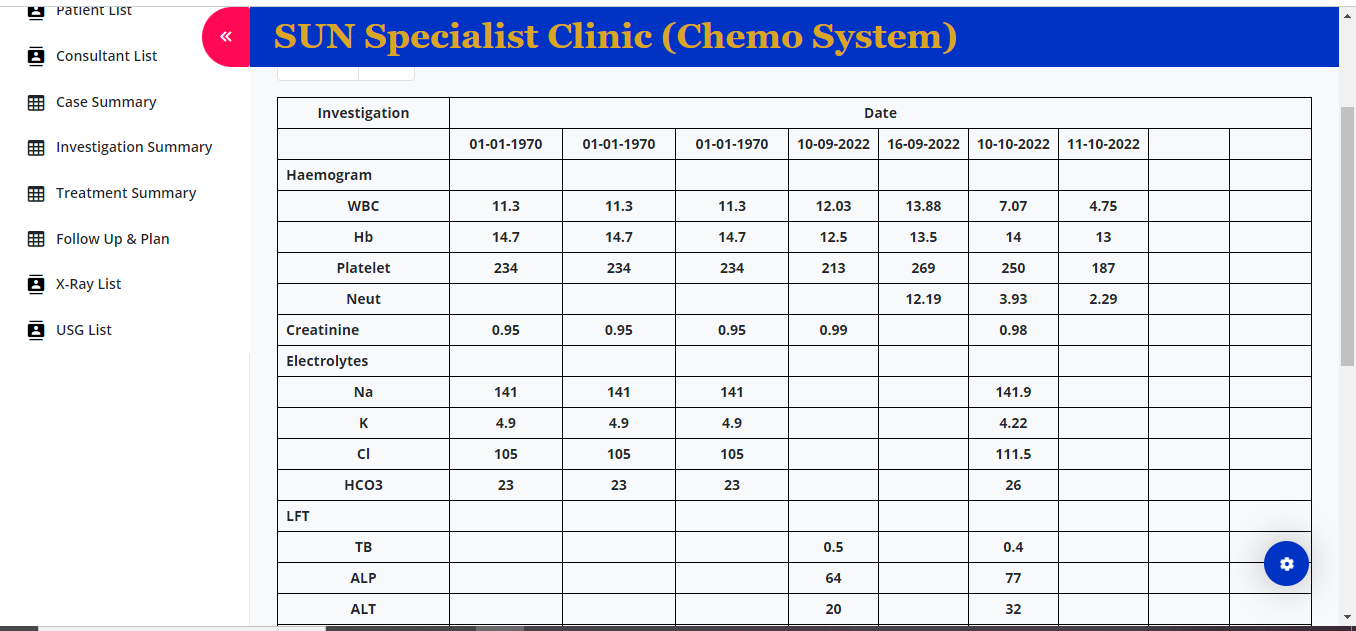 Patient List
Consultant List
Case Summary
Investigation Summary
Treatment Summary
Follow Up & Plan
X-Ray List
USG List
SUN Specialist Clinic (Chemo System)
Investigation Date
01-01-1970 01-01-1970 01-01-1970 10-09-2022 16-09-2022 10-10-2022 11-10-2022
Haemogram
WBC 11.3 11.3 11.3 12.03 13.88 7.07 4.75
Hb 14.7 14.7 14.7 12.5 13.5 14 13
Platelet 234 234 234 213 269 250 187
Neut 12.19 3.93 2.29
Creatinine 0.95 0.95 0.95 0.99 0.98
Electrolytes
Na 141 141 141 141.9
K 4.9 4.9 4.9 4.22
Cl 105 105 105 111.5
HCO3 23 23 23 26
LFT
TB 0.5 0.4
ALP 64 77
ALT 20 32